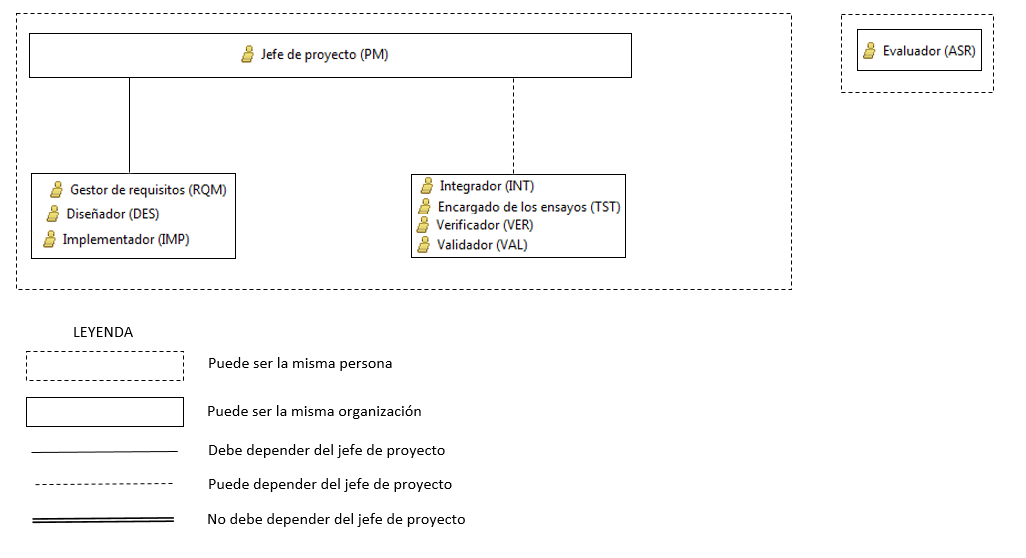 Jefe de proyecto (PM)
Evaluador (ASR)
Gestor de requisitos (RQM)
Diseñador (DES)
Implementador (IMP)
Integrador (INT)
Encargado de los ensayos (TST)
Verificador (VER)
Validador (VAL)
LEYENDA
Puede ser la misma persona
Puede ser la misma organización
Debe depender del jefe de proyecto
Puede depender del jefe de proyecto
No debe depender del jefe de proyecto